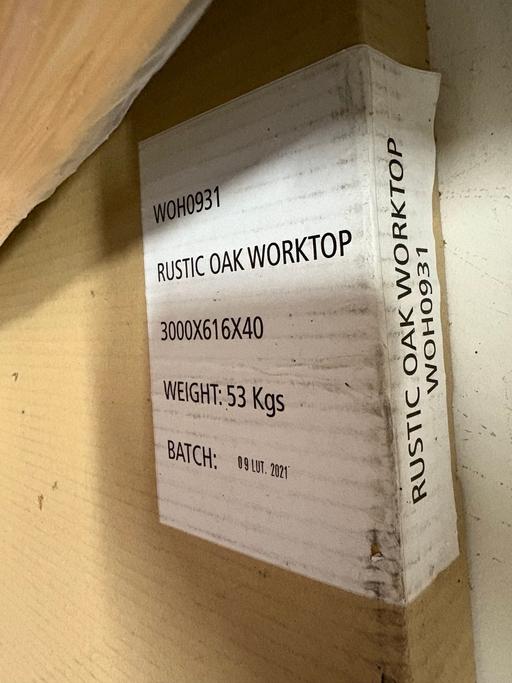 WOH0931
RUSTIC OAK WORKTOP
3000X616X40
WEIGHT: 53 Kgs
BATCH: 09 LUT. 2021
RUSTIC OAK WORKTOP
WOH0931